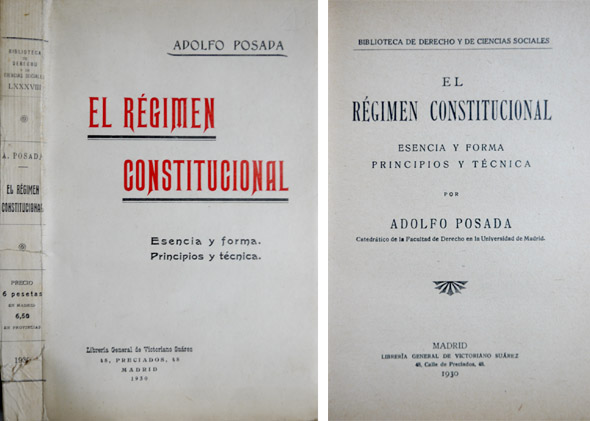 BIBLIOTECA
DE
DERECHO
Y DE
CIENCIAS SOCIALES
LXXXVIII
A. POSADA
EL RÉGIMEN
CONSTITUCIONAL
PRECIO
6 pesetas
EN MADRID
6,50
EN PROVINCIAS
ADOLFO POSADA
EL RÉGIMEN
CONSTITUCIONAL
Esencia y forma.
Principios y técnica.
Librería General de Victoriano Suárez
48, PRECIADOS, 48
MADRID
1930
BIBLIOTECA DE DERECHO Y DE CIENCIAS SOCIALES
EL
RÉGIMEN CONSTITUCIONAL
ESENCIA Y FORMA
PRINCIPIOS Y TÉCNICA
POR
ADOLFO POSADA
Catedrático de la Facultad de Derecho en la Universidad de Madrid.
MADRID
LIBRERÍA GENERAL DE VICTORIANO SUÁREZ
48, Calle de Preciados, 48.
1930